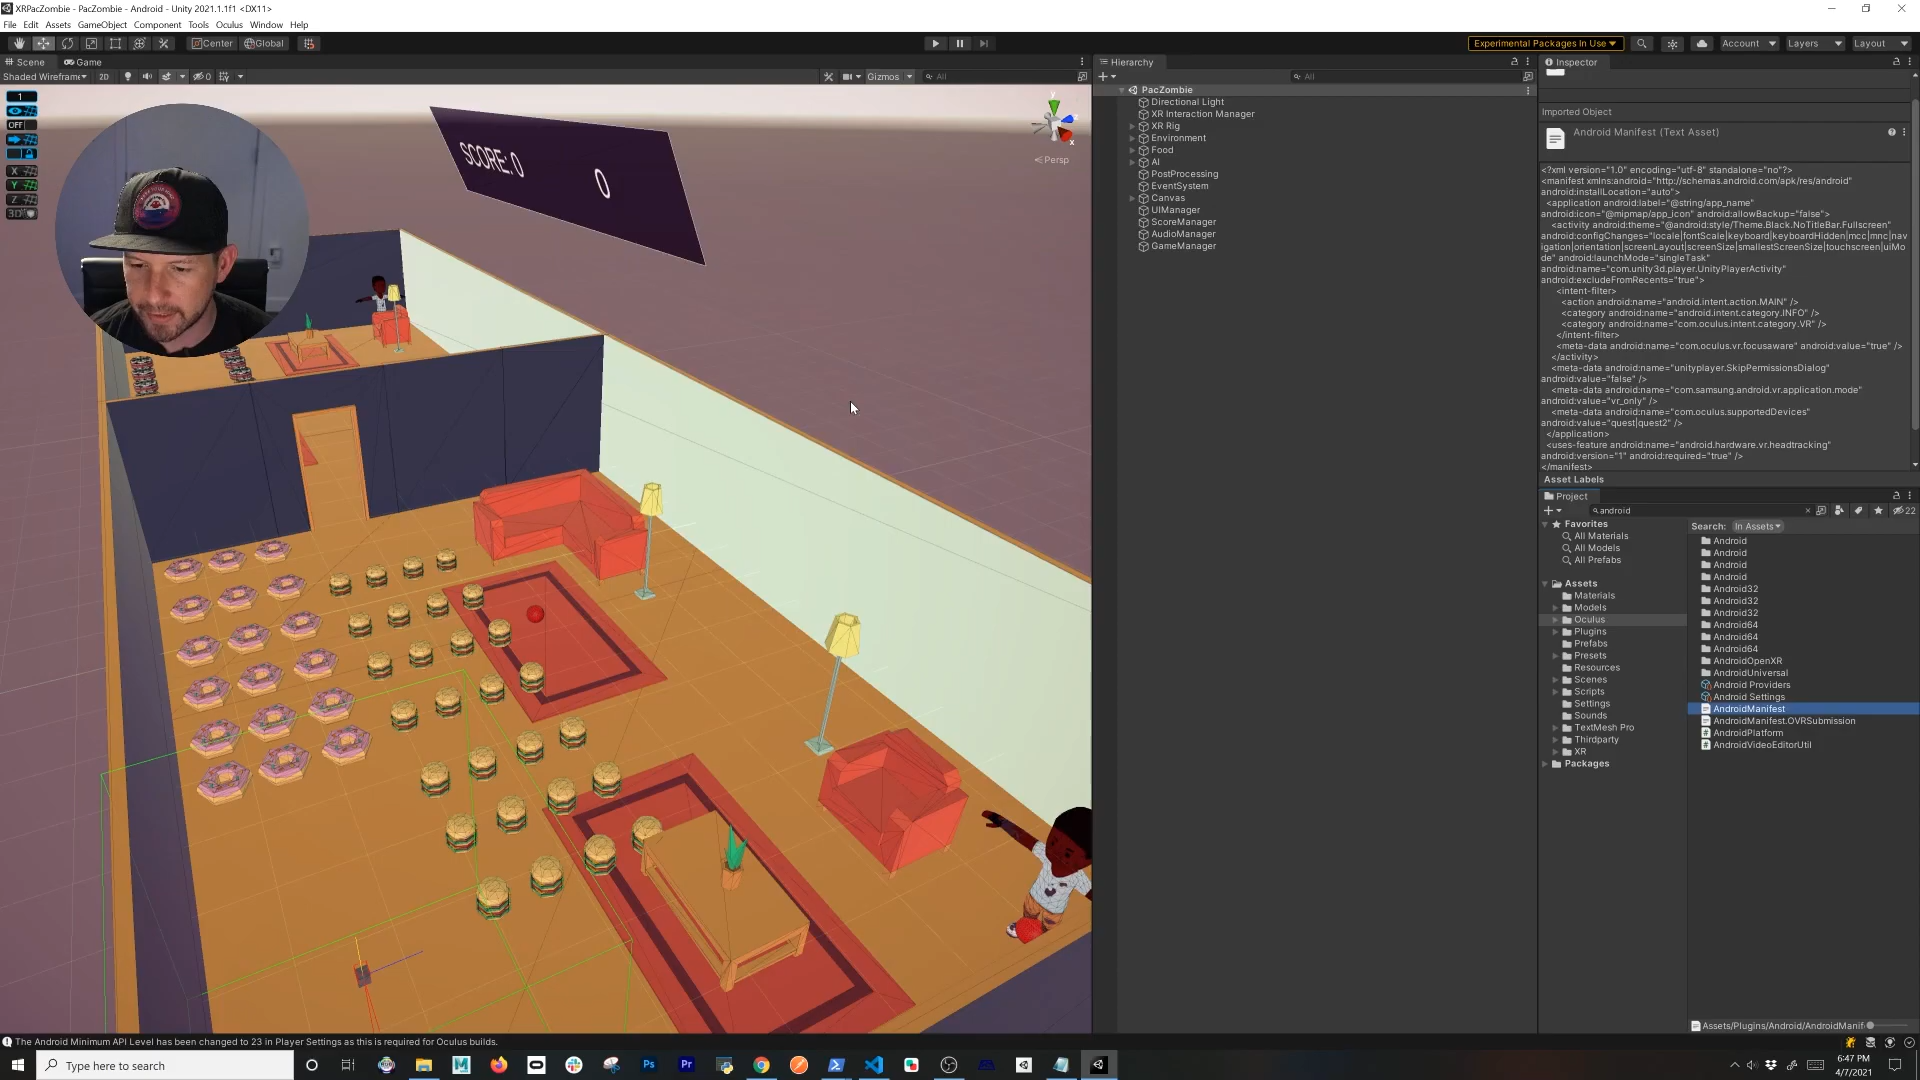 XRPacZombie - PacZombie - Android - Unity 2021.1.1f1 <DX11>
File Edit Assets GameObject Component Tools Oculus Window Help
Center Global
Experimental Packages In Use
Account
Layers
Layout
Scene
Game
Shaded Wireframe
2D
0
Gizmos
All
1
OFF
X
Y
Z
3D
SCORE: 0
0
y
x
Persp
Hierarchy
All
PacZombie
Directional Light
XR Interaction Manager
XR Rig
Environment
Food
AI
PostProcessing
EventSystem
Canvas
UIManager
ScoreManager
AudioManager
GameManager
Inspector
Imported Object
Android Manifest (Text Asset)
<?xml version="1.0" encoding="utf-8" standalone="no"?>
<manifest xmlns:android="http://schemas.android.com/apk/res/android"
android:installLocation="auto">
<application android:label="@string/app_name"
android:icon="@mipmap/app_icon" android:allowBackup="false">
<activity android:theme="@android:style/Theme.Black.NoTitleBar.Fullscreen"
android:configChanges="locale|fontScale|keyboard|keyboardHidden|mcc|mnc|nav
igation|orientation|screenLayout|screenSize|smallestScreenSize|touchscreen|uiMo
de" android:launchMode="singleTask"
android:name="com.unity3d.player.UnityPlayerActivity"
android:excludeFromRecents="true">
<intent-filter>
<action android:name="android.intent.action.MAIN" />
<category android:name="android.intent.category.INFO" />
<category android:name="com.oculus.intent.category.VR" />
</intent-filter>
<meta-data android:name="com.oculus.vr.focusaware" android:value="true" />
</activity>
<meta-data android:name="unityplayer.SkipPermissionsDialog"
android:value="false" />
<meta-data android:name="com.samsung.android.vr.application.mode"
android:value="vr_only" />
<meta-data android:name="com.oculus.supportedDevices"
android:value="quest|quest2" />
</application>
<uses-feature android:name="android.hardware.vr.headtracking"
android:version="1" android:required="true" />
</manifest>
Asset Labels
Project
android
22
Favorites
All Materials
All Models
All Prefabs
Assets
Materials
Models
Oculus
Plugins
Prefabs
Presets
Resources
Scenes
Scripts
Settings
Sounds
TextMesh Pro
Thirdparty
XR
Packages
Search: In Assets
Android
Android
Android
Android
Android32
Android32
Android32
Android64
Android64
Android64
AndroidOpenXR
AndroidUniversal
Android Providers
Android Settings
AndroidManifest
AndroidManifest.OVRSubmission
AndroidPlatform
AndroidVideoEditorUtil
Assets/Plugins/Android/AndroidManif
The Android Minimum API Level has been changed to 23 in Player Settings as this is required for Oculus builds.
Type here to search
Ps
Pr
6:47 PM
4/7/2021